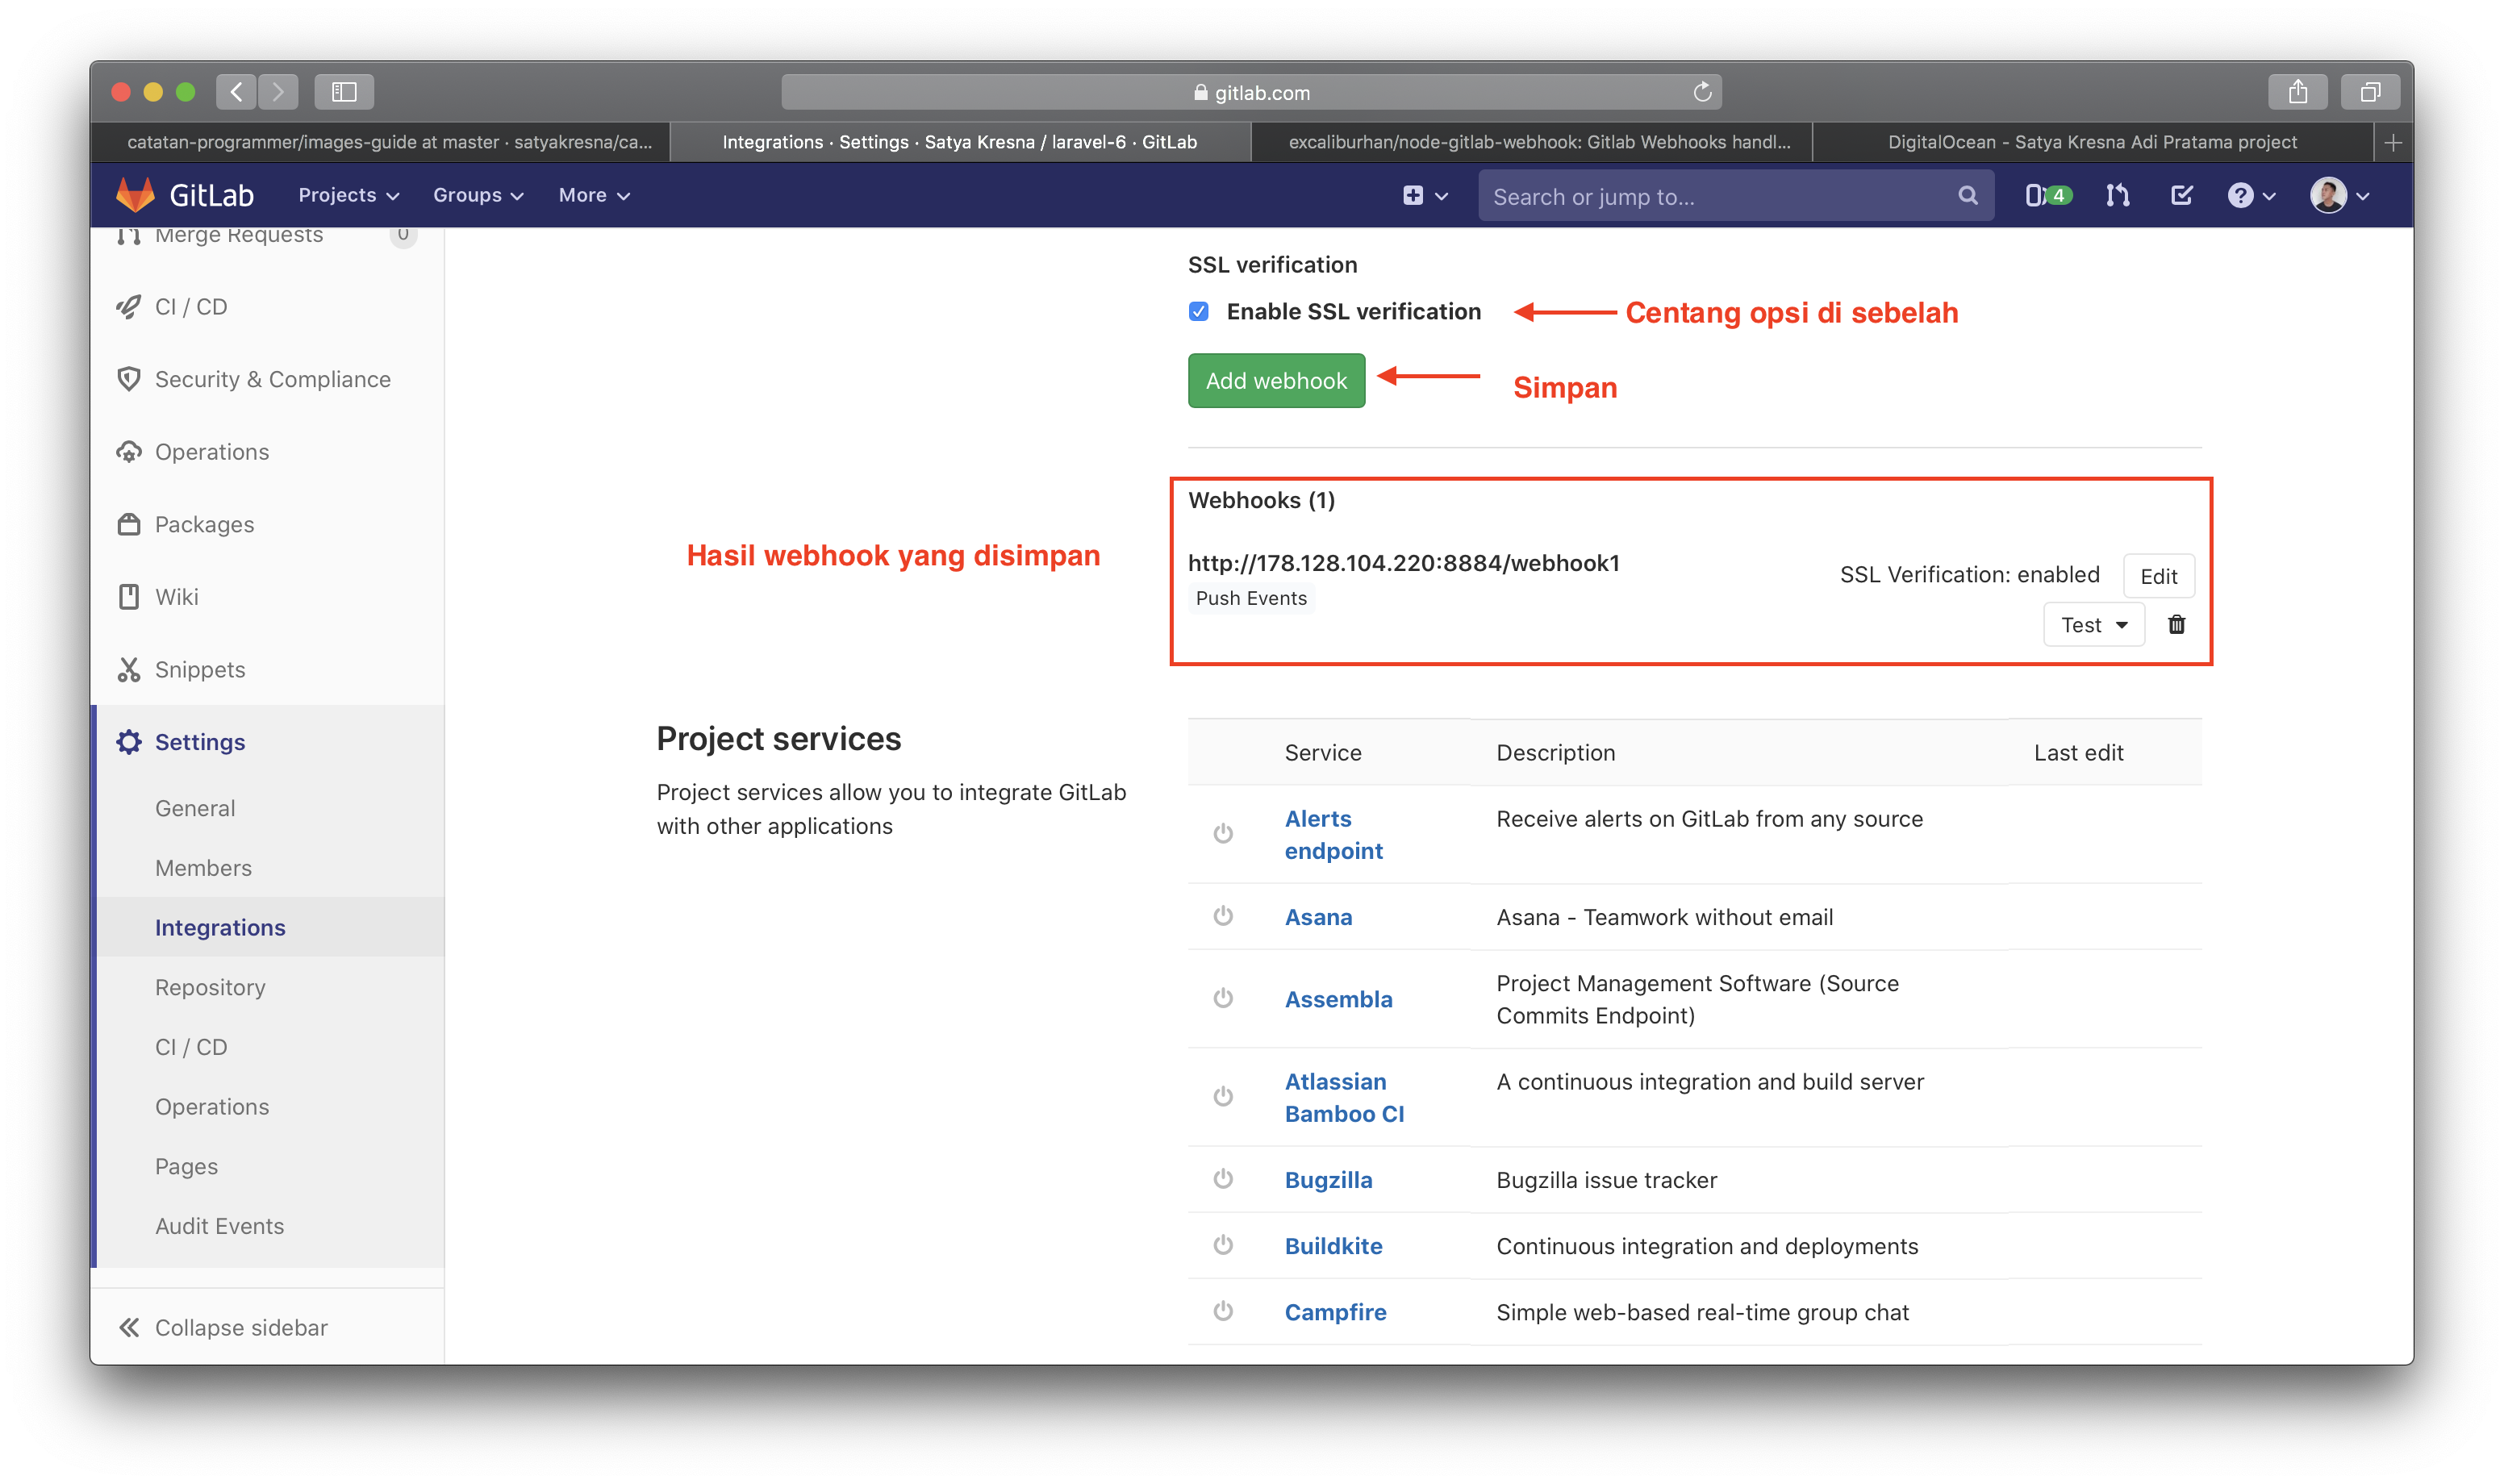 gitlab.com
catatan-programmer/images-guide at master · satyakresna/ca...
Integrations · Settings · Satya Kresna / laravel-6 · GitLab
excaliburhan/node-gitlab-webhook: Gitlab Webhooks handl...
DigitalOcean - Satya Kresna Adi Pratama project
GitLab
Projects
Groups
More
Search or jump to...
4
Merge Requests
0
CI / CD
Security & Compliance
Operations
Packages
Wiki
Snippets
Settings
General
Members
Integrations
Repository
CI / CD
Operations
Pages
Audit Events
Collapse sidebar
SSL verification
Enable SSL verification
Centang opsi di sebelah
Add webhook
Simpan
Hasil webhook yang disimpan
Webhooks (1)
http://178.128.104.220:8884/webhook1
Push Events
SSL Verification: enabled
Edit
Test
Project services
Project services allow you to integrate GitLab
with other applications
Service
Description
Last edit
Alerts
endpoint
Receive alerts on GitLab from any source
Asana
Asana - Teamwork without email
Assembla
Project Management Software (Source
Commits Endpoint)
Atlassian
Bamboo CI
A continuous integration and build server
Bugzilla
Bugzilla issue tracker
Buildkite
Continuous integration and deployments
Campfire
Simple web-based real-time group chat